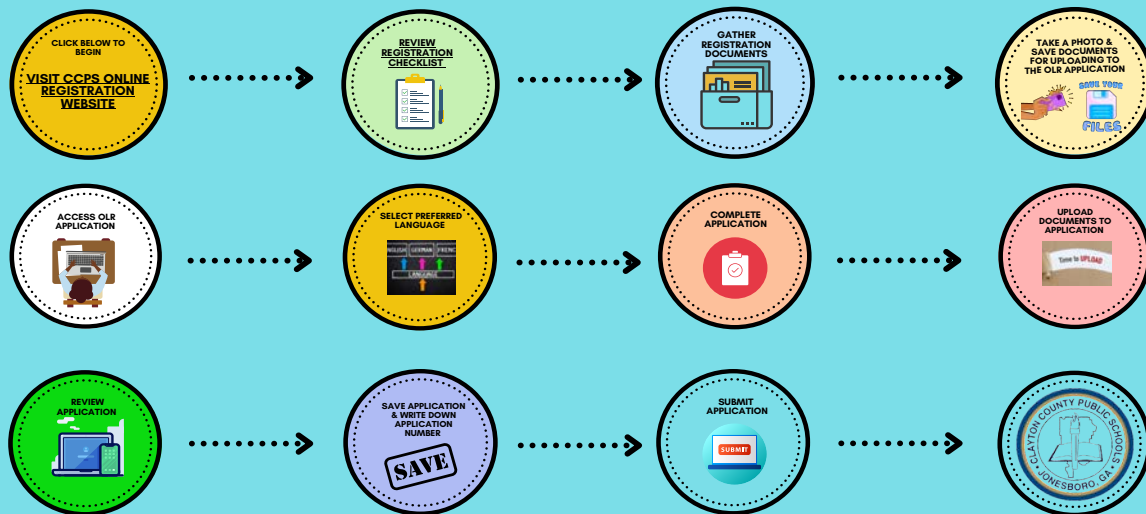 CLICK BELOW TO
BEGIN
VISIT CCPS ONLINE
REGISTRATION
WEBSITE
REVIEW
REGISTRATION
CHECKLIST
GATHER
REGISTRATION
DOCUMENTS
TAKE A PHOTO &
SAVE DOCUMENTS
FOR UPLOADING TO
THE OLR APPLICATION
SAVE YOUR
FILES
ACCESS OLR
APPLICATION
SELECT PREFERRED
LANGUAGE
NGLISH GERMAN FRENC
LANGUAGE
COMPLETE
APPLICATION
UPLOAD
DOCUMENTS TO
APPLICATION
Time to UPLOAD
REVIEW
APPLICATION
SAVE APPLICATION
& WRITE DOWN
APPLICATION
NUMBER
SAVE
SUBMIT
APPLICATION
SUBMIT
CLAYTON COUNTY PUBLIC SCHOOLS
JONESBORO, GA